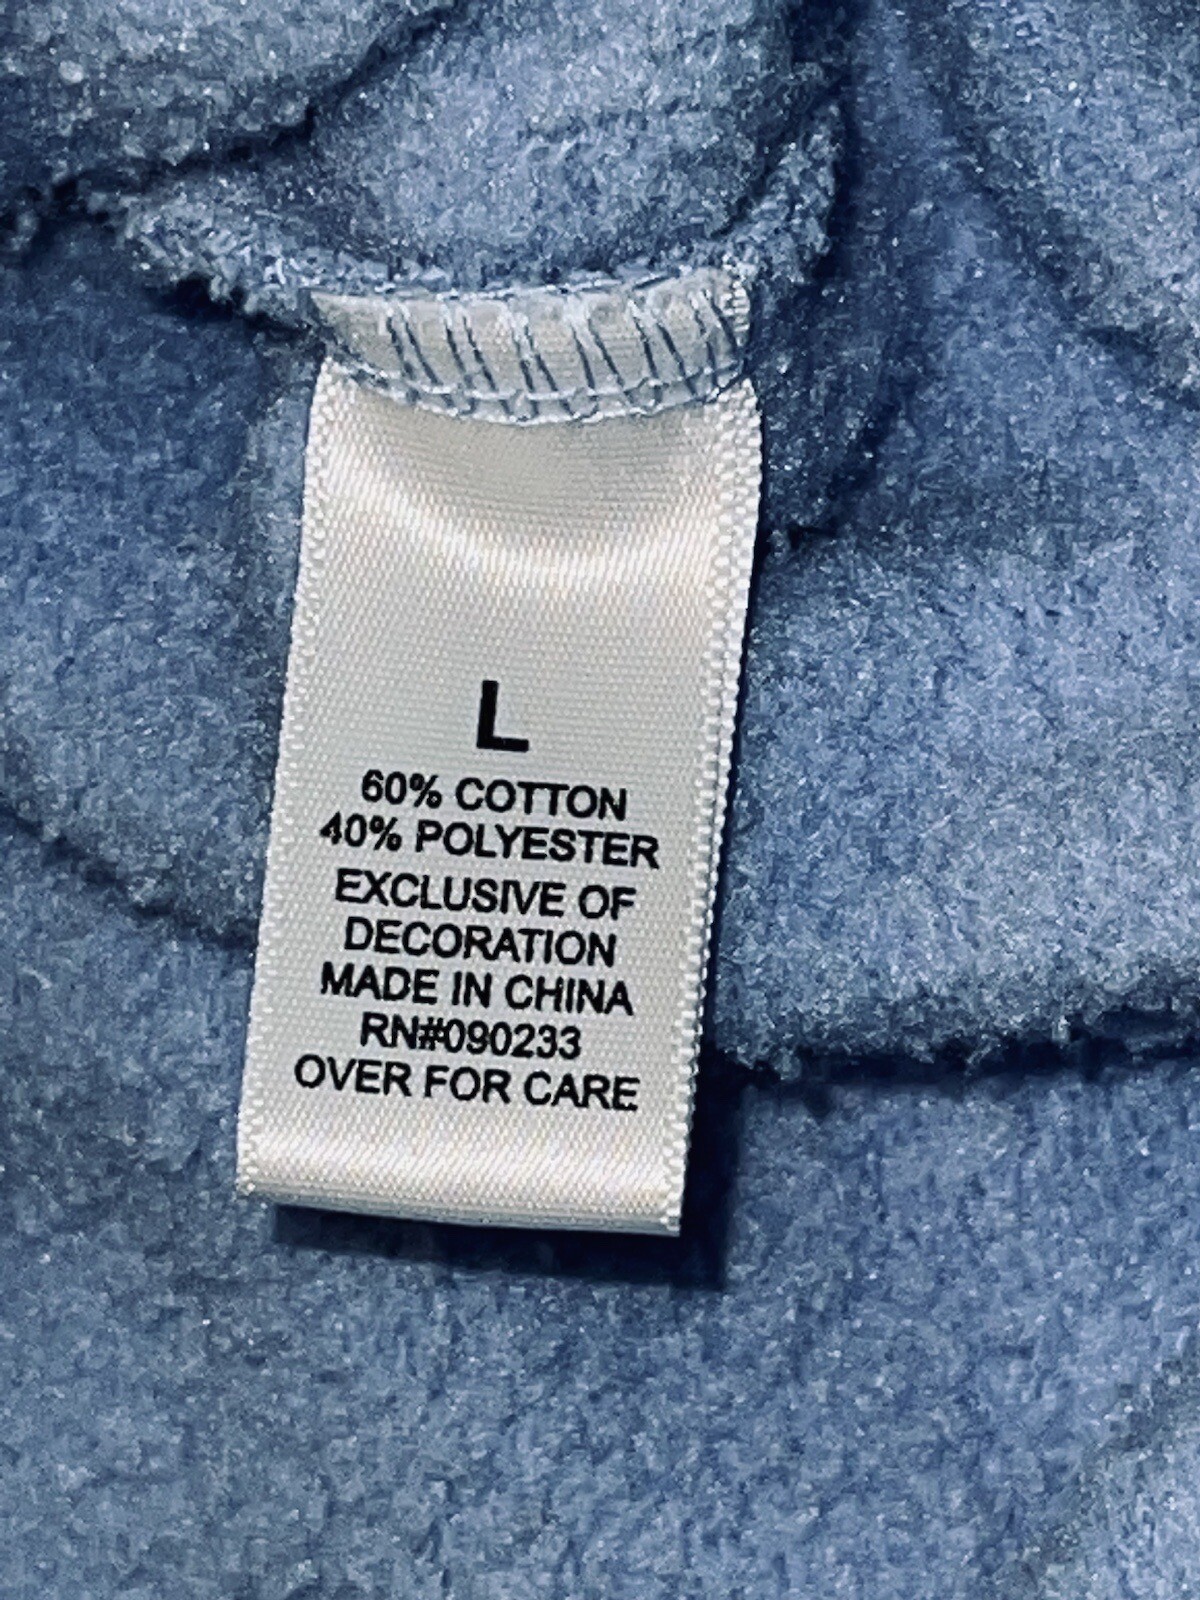 L
60% COTTON
40% POLYESTER
EXCLUSIVE OF
DECORATION
MADE IN CHINA
RN#090233
OVER FOR CARE